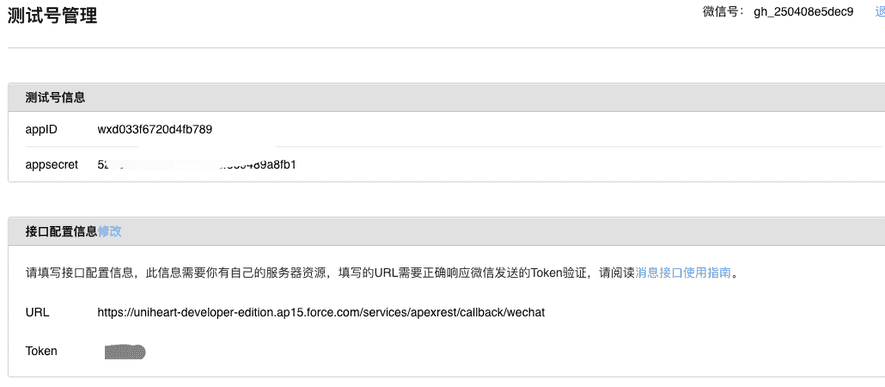 测试号管理
微信号： gh_250408e5dec9
测试号信息
appID wxd033f6720d4fb789
appsecret 489a8fb1
接口配置信息修改
请填写接口配置信息，此信息需要你有自己的服务器资源，填写的URL需要正确响应微信发送的Token验证，请阅读消息接口使用指南。
URL https://uniheart-developer-edition.ap15.force.com/services/apexrest/callback/wechat
Token